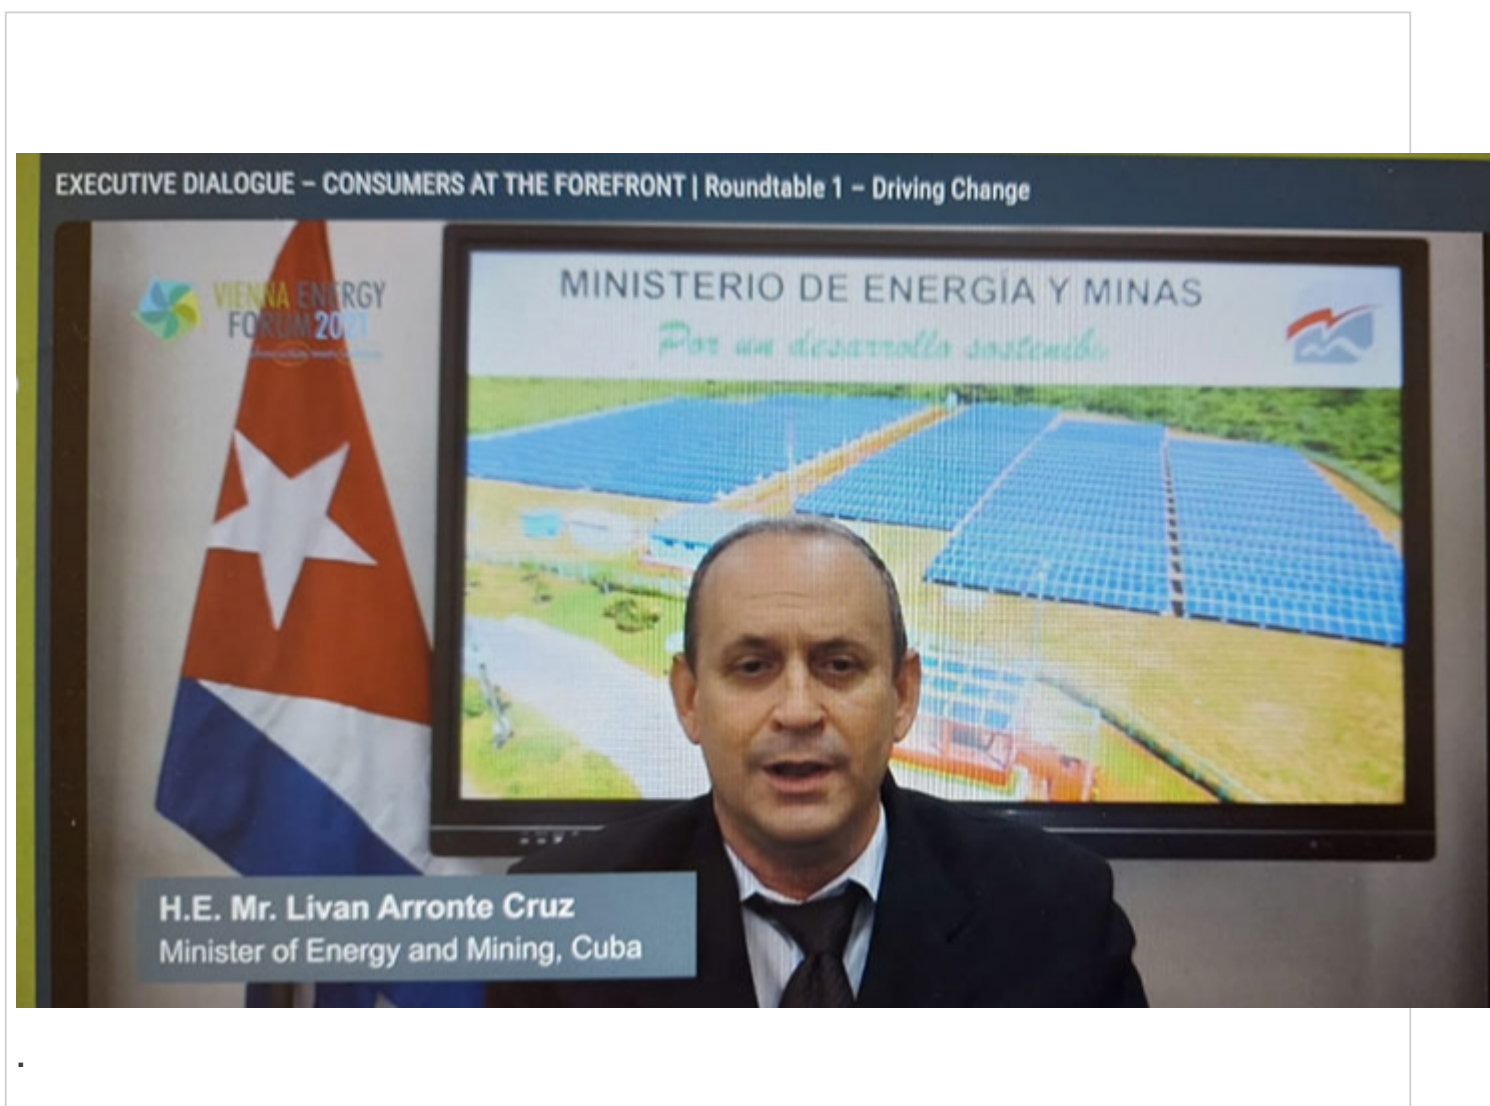 EXECUTIVE DIALOGUE – CONSUMERS AT THE FOREFRONT | Roundtable 1 – Driving Change
VIENNA ENERGY
FORUM 2021
MINISTERIO DE ENERGÍA Y MINAS
Por un desarrollo sostenible
H.E. Mr. Livan Arronte Cruz
Minister of Energy and Mining, Cuba
.